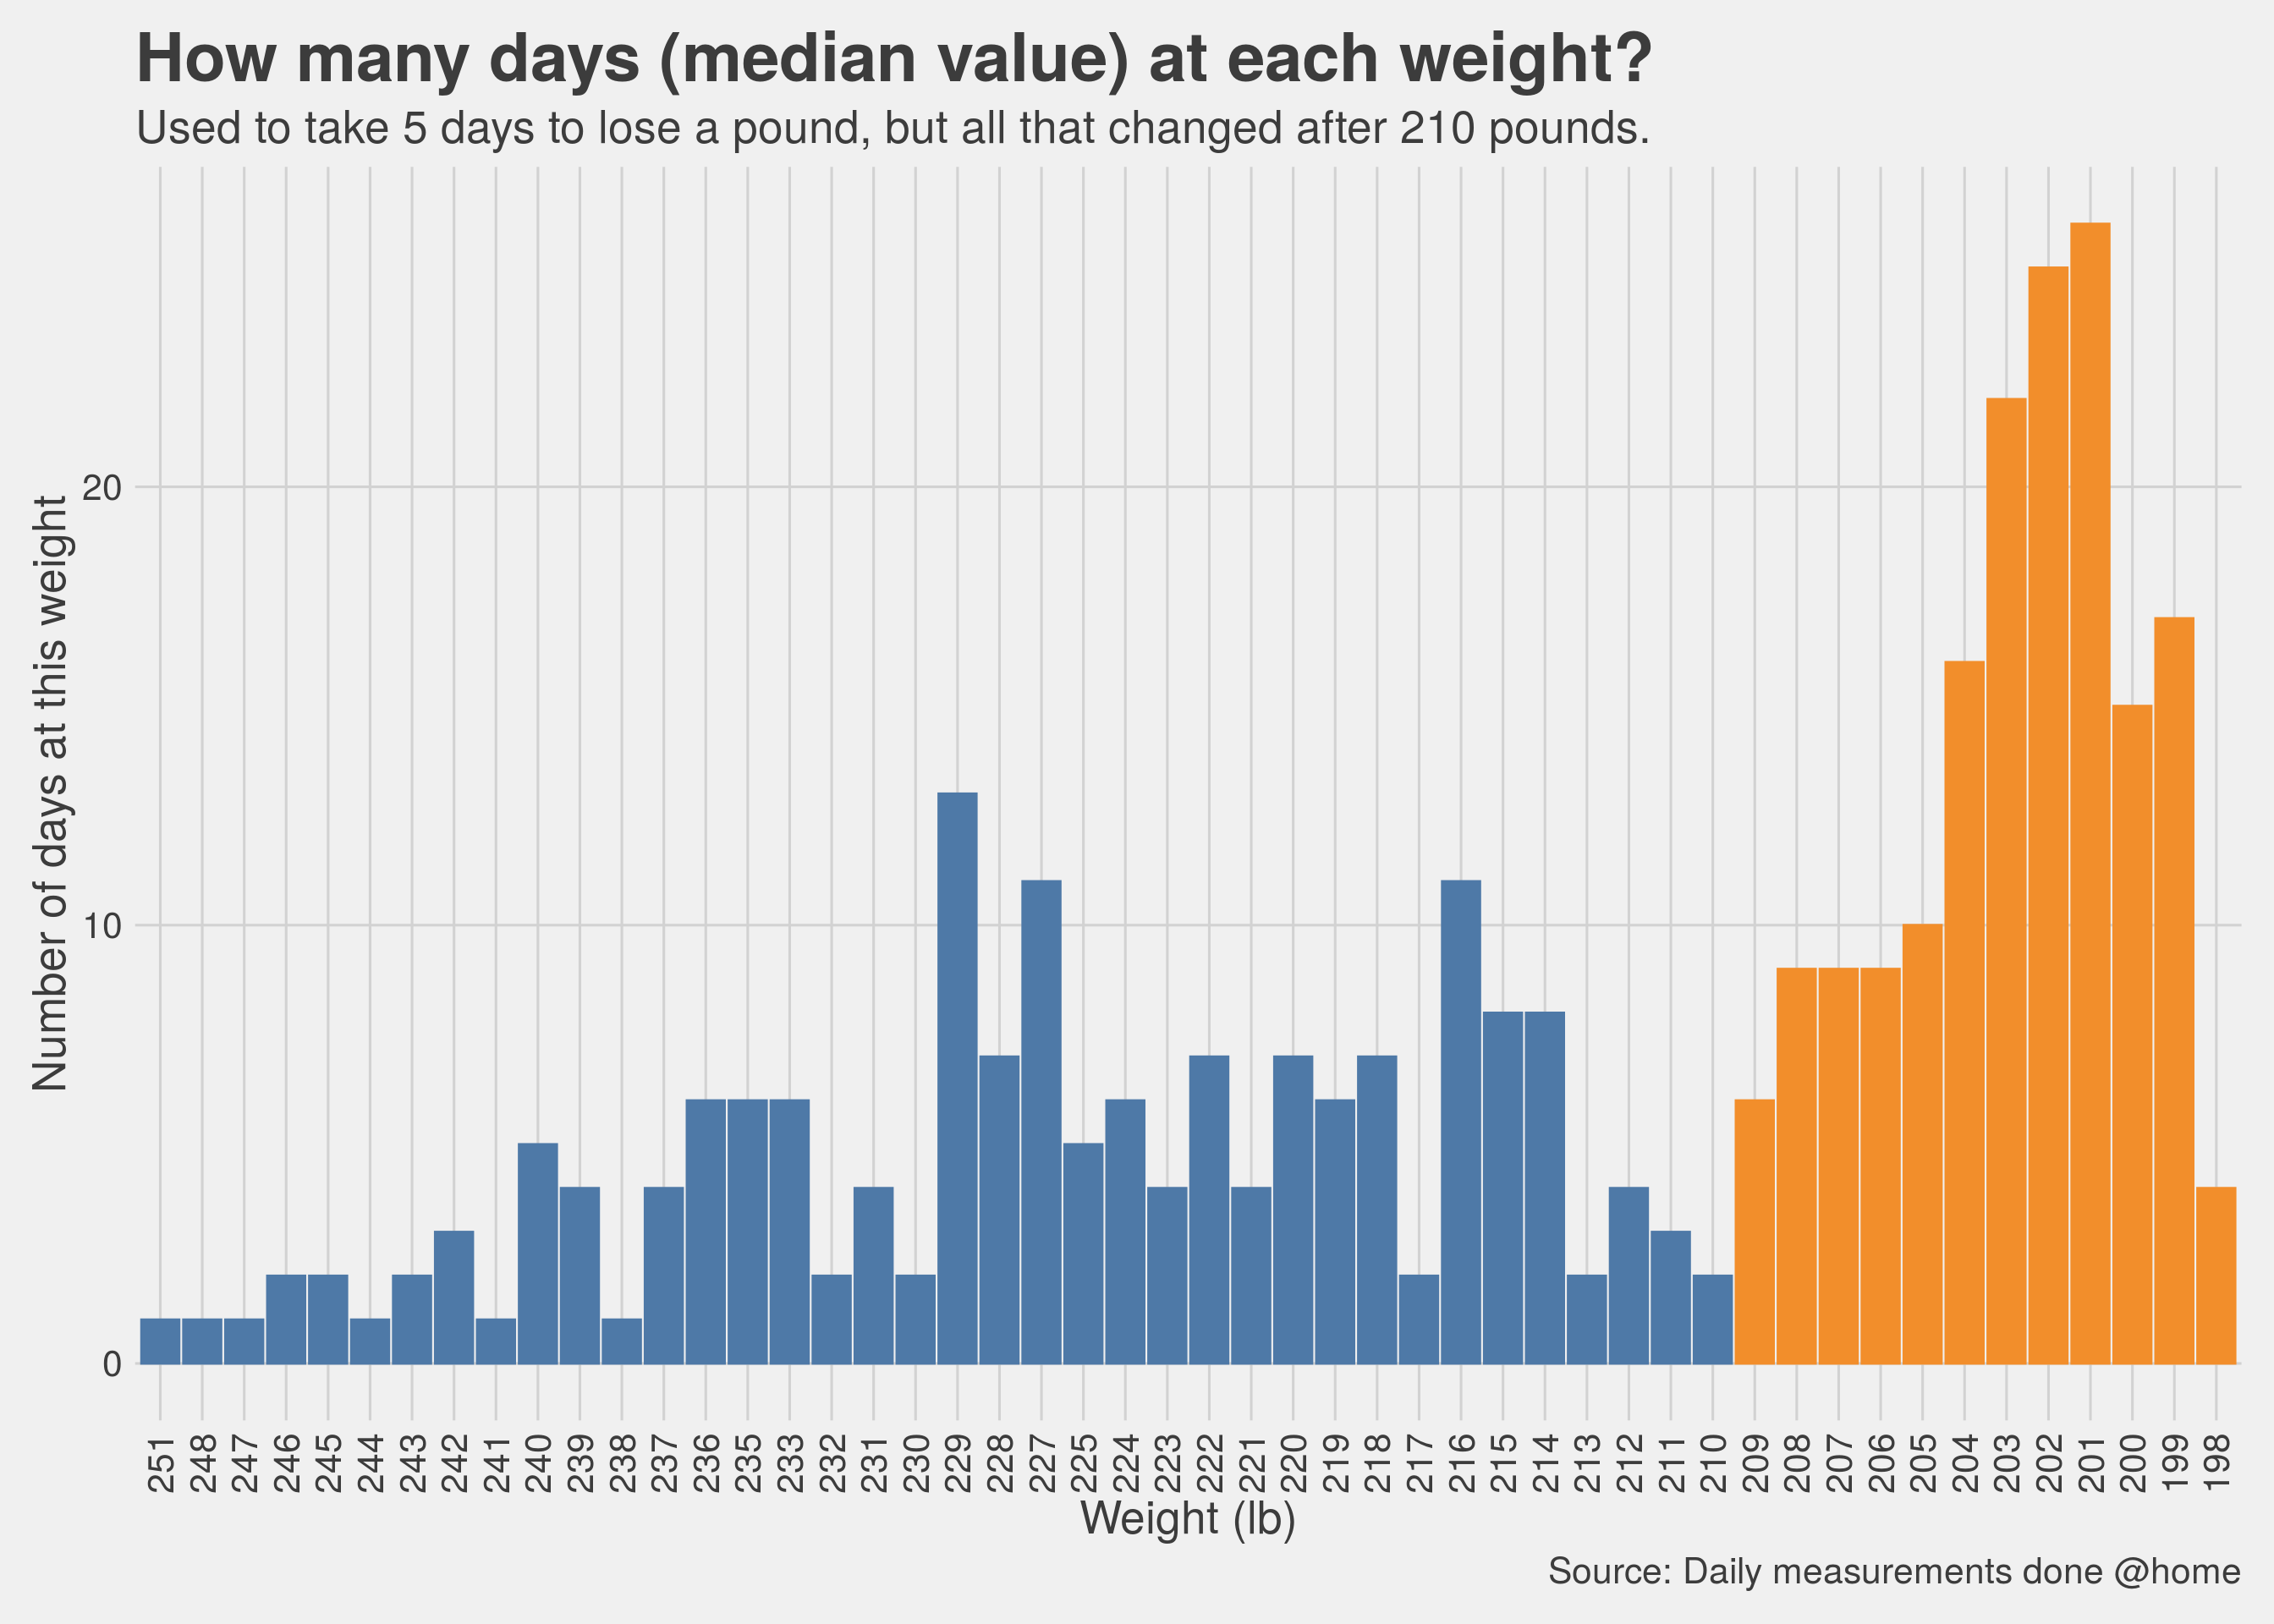 How many days (median value) at each weight?
Used to take 5 days to lose a pound, but all that changed after 210 pounds.
Number of days at this weight
20
10
0
251 248 247 246 245 244 243 242 241 240 239 238 237 236 235 233 232 231 230 229 228 227 225 224 223 222 221 220 219 218 217 216 215 214 213 212 211 210 209 208 207 206 205 204 203 202 201 200 199 198
Weight (lb)
Source: Daily measurements done @home